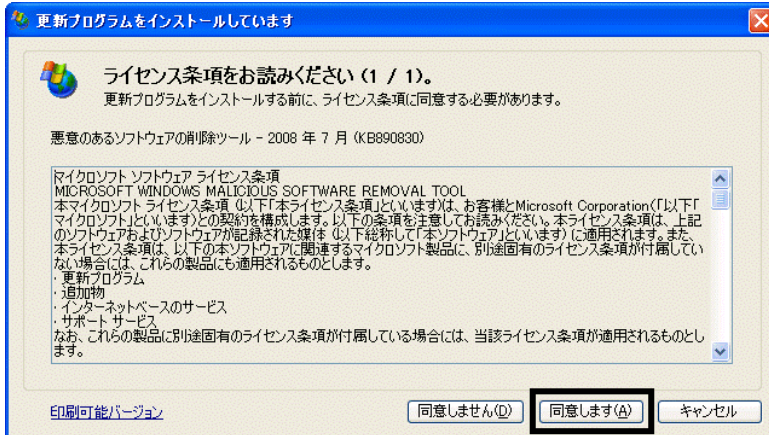 更新プログラムをインストールしています
ライセンス条項をお読みください (1 / 1)。
更新プログラムをインストールする前に、ライセンス条項に同意する必要があります。
悪意のあるソフトウェアの削除ツール - 2008 年 7 月 (KB890830)
マイクロソフト ソフトウェア ライセンス条項
MICROSOFT WINDOWS MALICIOUS SOFTWARE REMOVAL TOOL
本マイクロソフト ライセンス条項 (以下「本ライセンス条項」といいます)は、お客様とMicrosoft Corporation(「以下「
マイクロソフト」といいます)との契約を構成します。以下の条項を注意してお読みください。本ライセンス条項は、上記
のソフトウェアおよびソフトウェアが記録された媒体 (以下総称して「本ソフトウェア」といいます) に適用されます。また、
本ライセンス条項は、以下の本ソフトウェアに関連するマイクロソフト製品に、別途固有のライセンス条項が付属してい
ない場合には、これらの製品にも適用されるものとします。
・更新プログラム
・追加物
・インターネットベースのサービス
・サポート サービス
なお、これらの製品に別途固有のライセンス条項が付属している場合には、当該ライセンス条項が適用されるものとし
ます。
印刷可能バージョン
同意しません(D)
同意します(A)
キャンセル